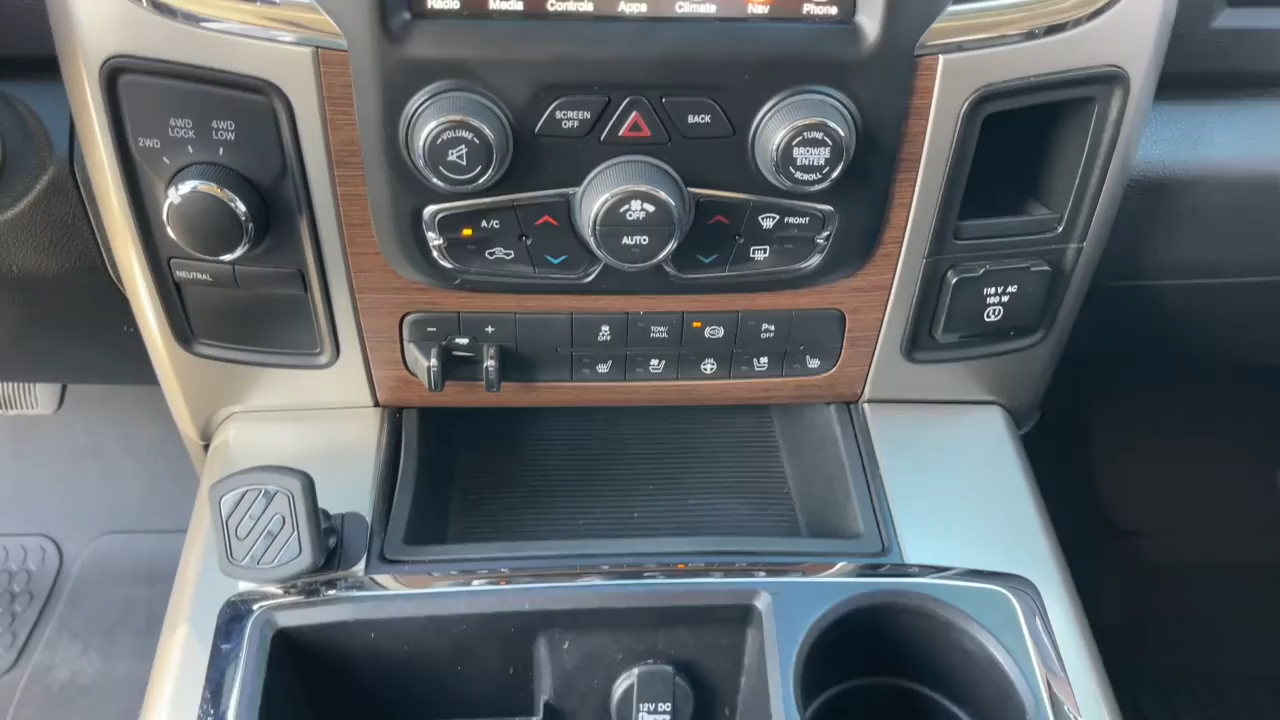 Radio Media Controls Apps Climate Nav Phone
4WD LOCK
4WD LOW
2WD
NEUTRAL
VOLUME
SCREEN
OFF
BACK
TUNE
BROWSE
ENTER
SCROLL
A/C
OFF
AUTO
FRONT
− +
OFF
TOW/
HAUL
P
OFF
115 V AC
150 W
12V DC